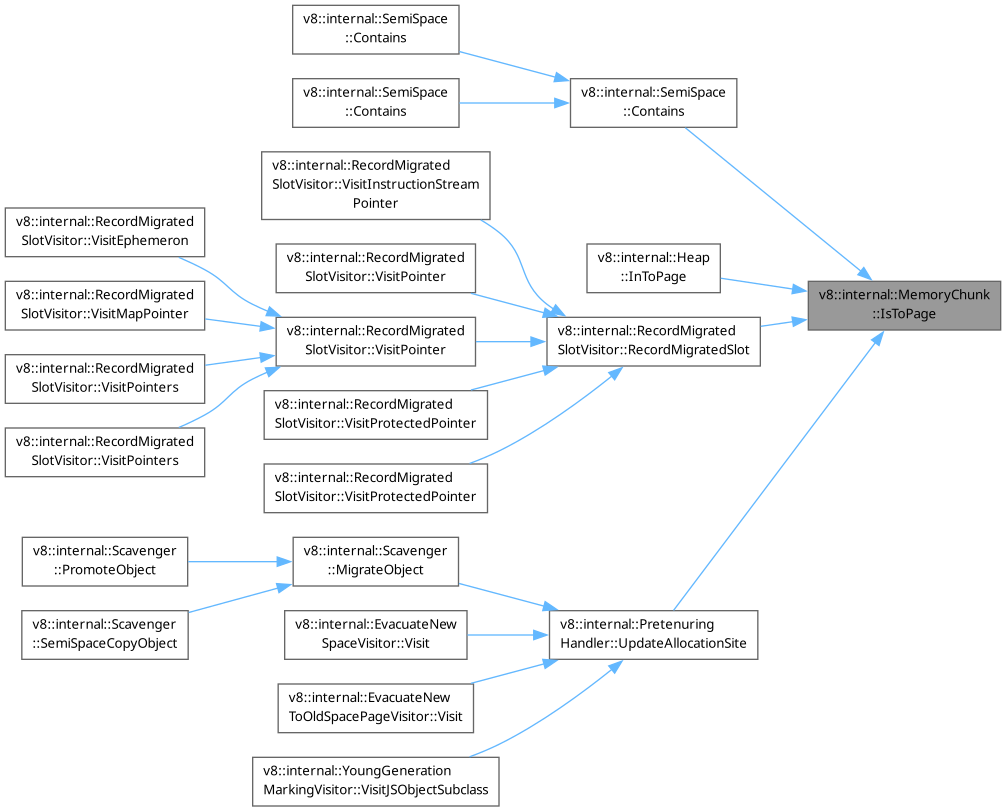 v8::internal::SemiSpace
::Contains
v8::internal::SemiSpace
::Contains
v8::internal::SemiSpace
::Contains
v8::internal::RecordMigrated
SlotVisitor::VisitInstructionStream
Pointer
v8::internal::RecordMigrated
SlotVisitor::VisitEphemeron
v8::internal::RecordMigrated
SlotVisitor::VisitPointer
v8::internal::Heap
::InToPage
v8::internal::MemoryChunk
::IsToPage
v8::internal::RecordMigrated
SlotVisitor::VisitMapPointer
v8::internal::RecordMigrated
SlotVisitor::VisitPointer
v8::internal::RecordMigrated
SlotVisitor::RecordMigratedSlot
v8::internal::RecordMigrated
SlotVisitor::VisitPointers
v8::internal::RecordMigrated
SlotVisitor::VisitProtectedPointer
v8::internal::RecordMigrated
SlotVisitor::VisitPointers
v8::internal::RecordMigrated
SlotVisitor::VisitProtectedPointer
v8::internal::Scavenger
::PromoteObject
v8::internal::Scavenger
::MigrateObject
v8::internal::Scavenger
::SemiSpaceCopyObject
v8::internal::EvacuateNew
SpaceVisitor::Visit
v8::internal::Pretenuring
Handler::UpdateAllocationSite
v8::internal::EvacuateNew
ToOldSpacePageVisitor::Visit
v8::internal::YoungGeneration
MarkingVisitor::VisitJSObjectSubclass